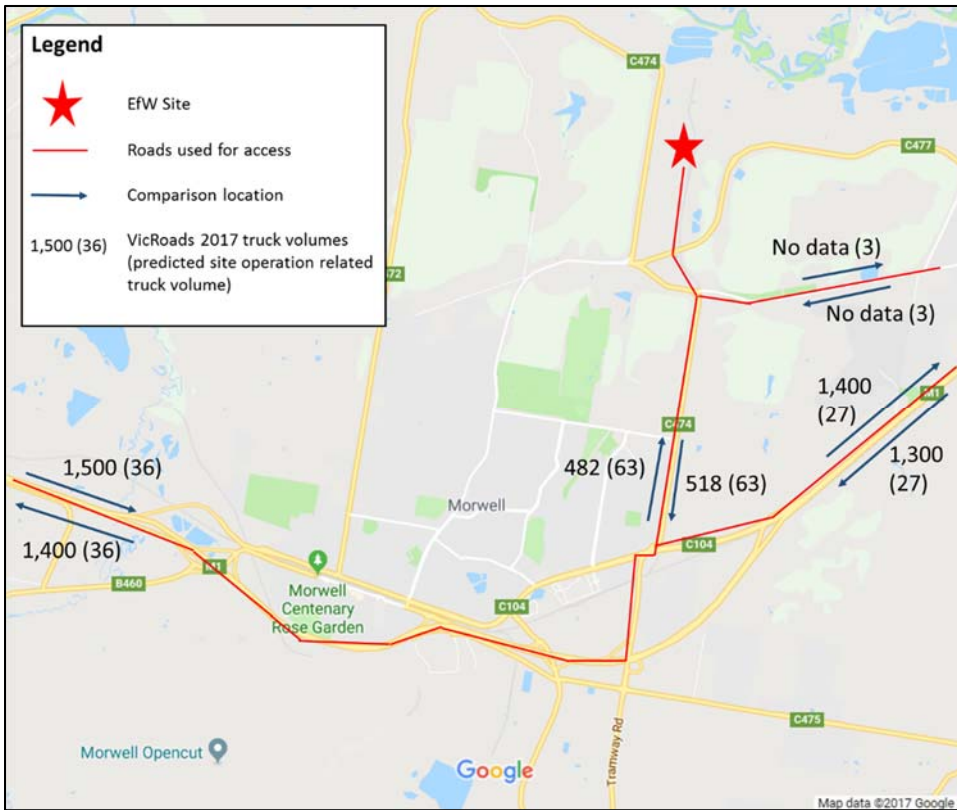 Legend
EfW Site
Roads used for access
Comparison location
1,500 (36)
VicRoads 2017 truck volumes
(predicted site operation related
truck volume)
C474
C477
No data (3)
No data (3)
1,400
(27)
M1
1,300
(27)
C474
482 (63)
518 (63)
1,500 (36)
1,400 (36)
Morwell
C104
M1
B460
Morwell
Centenary
Rose Garden
C104
C475
Tramway Rd
Morwell Opencut
Google
Map data ©2017 Google